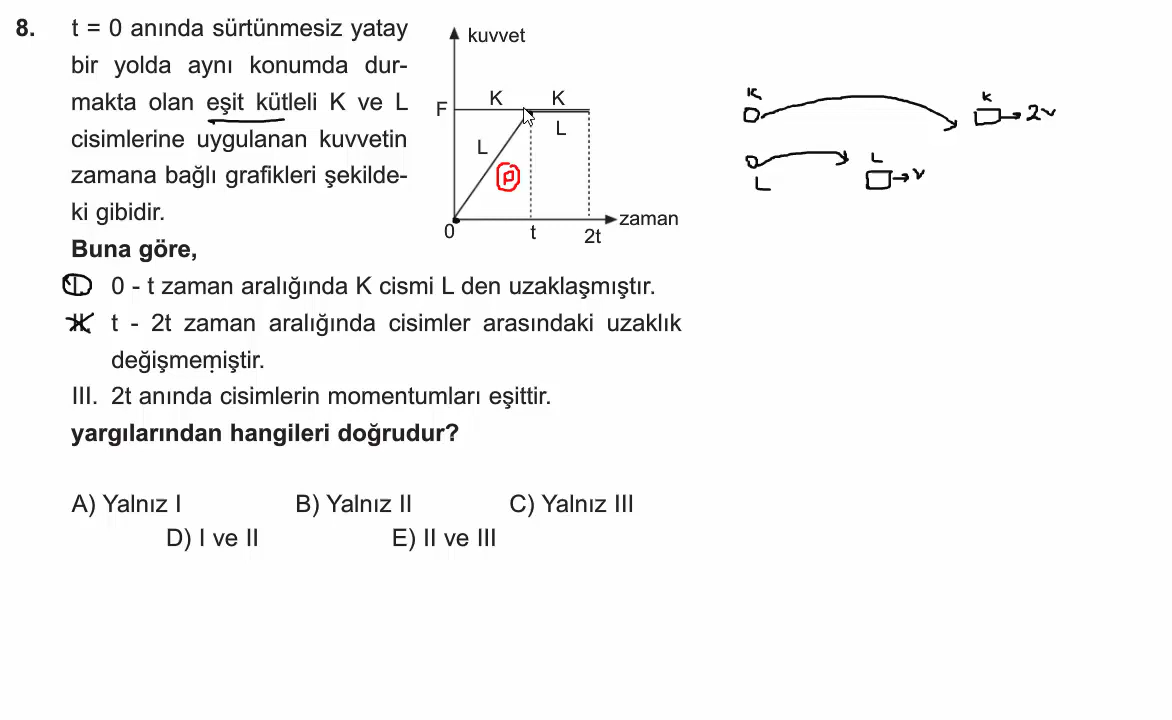 8. t = 0 anında sürtünmesiz yatay
bir yolda aynı konumda dur-
makta olan eşit kütleli K ve L
cisimlerine uygulanan kuvvetin
zamana bağlı grafikleri şekilde-
ki gibidir.
Buna göre,
I. 0 - t zaman aralığında K cismi L den uzaklaşmıştır.
II. t - 2t zaman aralığında cisimler arasındaki uzaklık
değişmemiştir.
III. 2t anında cisimlerin momentumları eşittir.
yargılarından hangileri doğrudur?
A) Yalnız I B) Yalnız II C) Yalnız III
D) I ve II E) II ve III
kuvvet
F K K
L
L
P
0 t 2t zaman
K K 2v
L L v